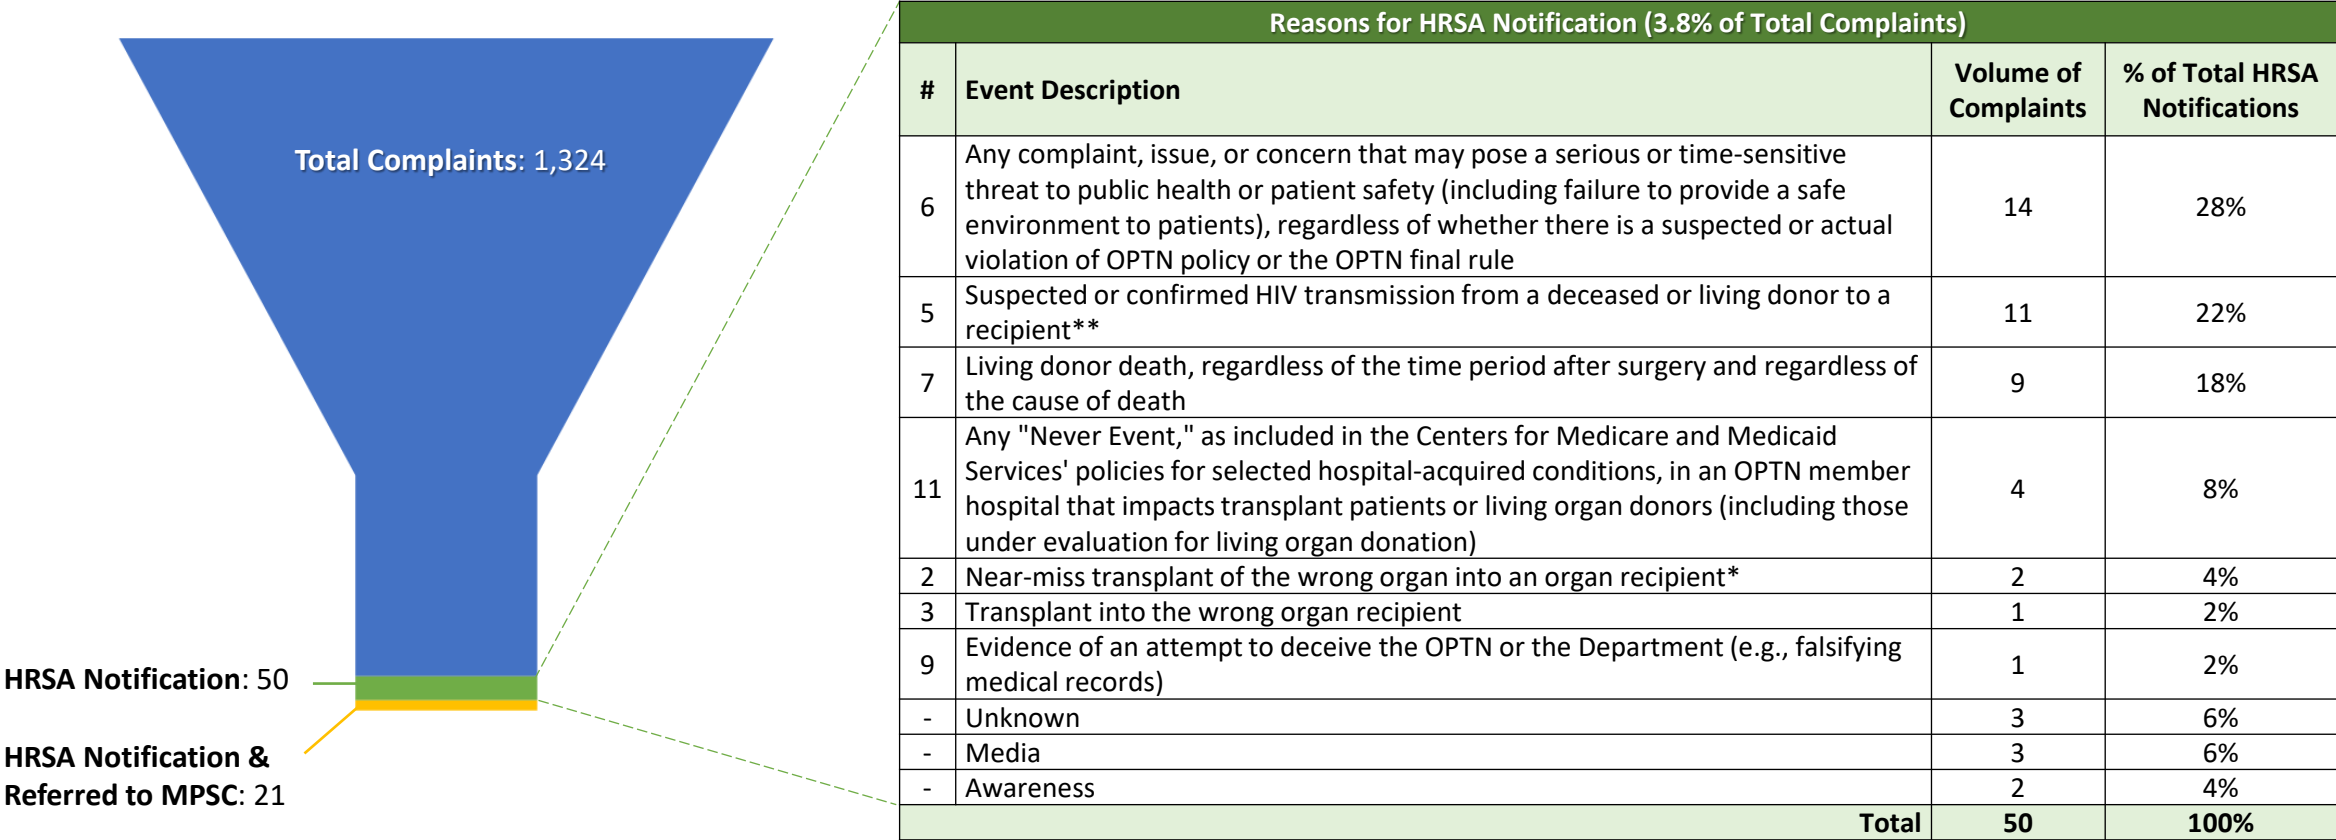 Total Complaints: 1,324
HRSA Notification: 50
HRSA Notification &
Referred to MPSC: 21
Reasons for HRSA Notification (3.8% of Total Complaints)
#
Event Description
Volume of
Complaints
% of Total HRSA
Notifications
6
Any complaint, issue, or concern that may pose a serious or time-sensitive
threat to public health or patient safety (including failure to provide a safe
environment to patients), regardless of whether there is a suspected or actual
violation of OPTN policy or the OPTN final rule
14
28%
5
Suspected or confirmed HIV transmission from a deceased or living donor to a
recipient**
11
22%
7
Living donor death, regardless of the time period after surgery and regardless of
the cause of death
9
18%
11
Any "Never Event," as included in the Centers for Medicare and Medicaid
Services' policies for selected hospital-acquired conditions, in an OPTN member
hospital that impacts transplant patients or living organ donors (including those
under evaluation for living organ donation)
4
8%
2
Near-miss transplant of the wrong organ into an organ recipient*
2
4%
3
Transplant into the wrong organ recipient
1
2%
9
Evidence of an attempt to deceive the OPTN or the Department (e.g., falsifying
medical records)
1
2%
-
Unknown
3
6%
-
Media
3
6%
-
Awareness
2
4%
Total
50
100%